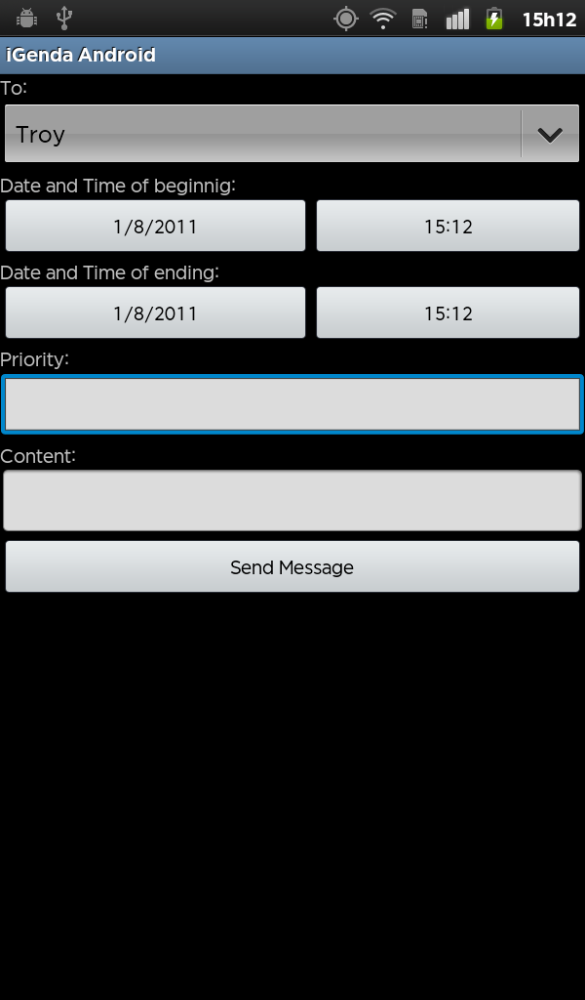 15h12
iGenda Android
To:
Troy
Date and Time of beginnig:
1/8/2011 15:12
Date and Time of ending:
1/8/2011 15:12
Priority:
Content:
Send Message